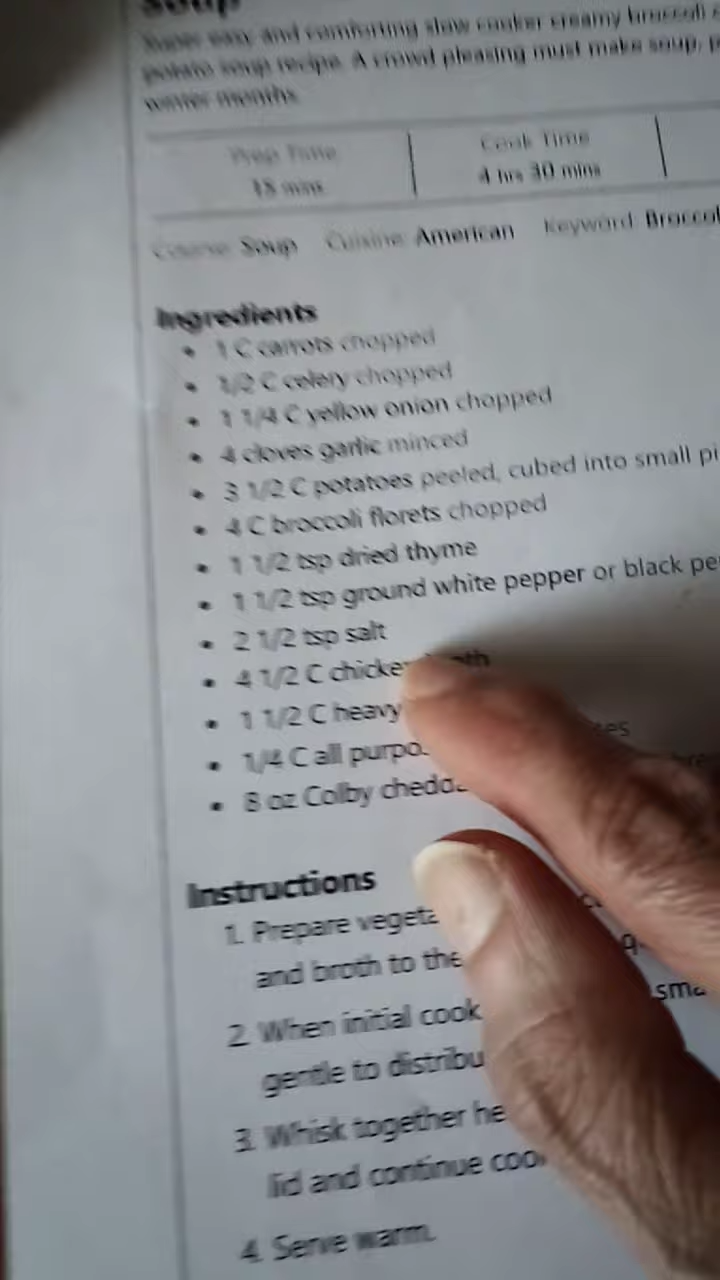 Soup
Super easy and comforting slow cooker creamy broccoli
potato soup recipe. A crowd pleasing must make soup, p
winter months.
Prep Time
Cook Time
15 mins
4 hrs 30 mins
Course: Soup Cuisine: American Keyword: Broccol
Ingredients
• 1 C carrots chopped
• 1/2 C celery chopped
• 1 1/4 C yellow onion chopped
• 4 cloves garlic minced
• 3 1/2 C potatoes peeled, cubed into small pi
• 4 C broccoli florets chopped
• 1 1/2 tsp dried thyme
• 1 1/2 tsp ground white pepper or black pe
• 2 1/2 tsp salt
• 4 1/2 C chicke th
• 1 1/2 C heavy
• 1/4 C all purpo
• 8 oz Colby chedd
Instructions
1. Prepare vegeta
and broth to the
2. When initial cook sma
gentle to distribu
3. Whisk together he
lid and continue coo
4. Serve warm.